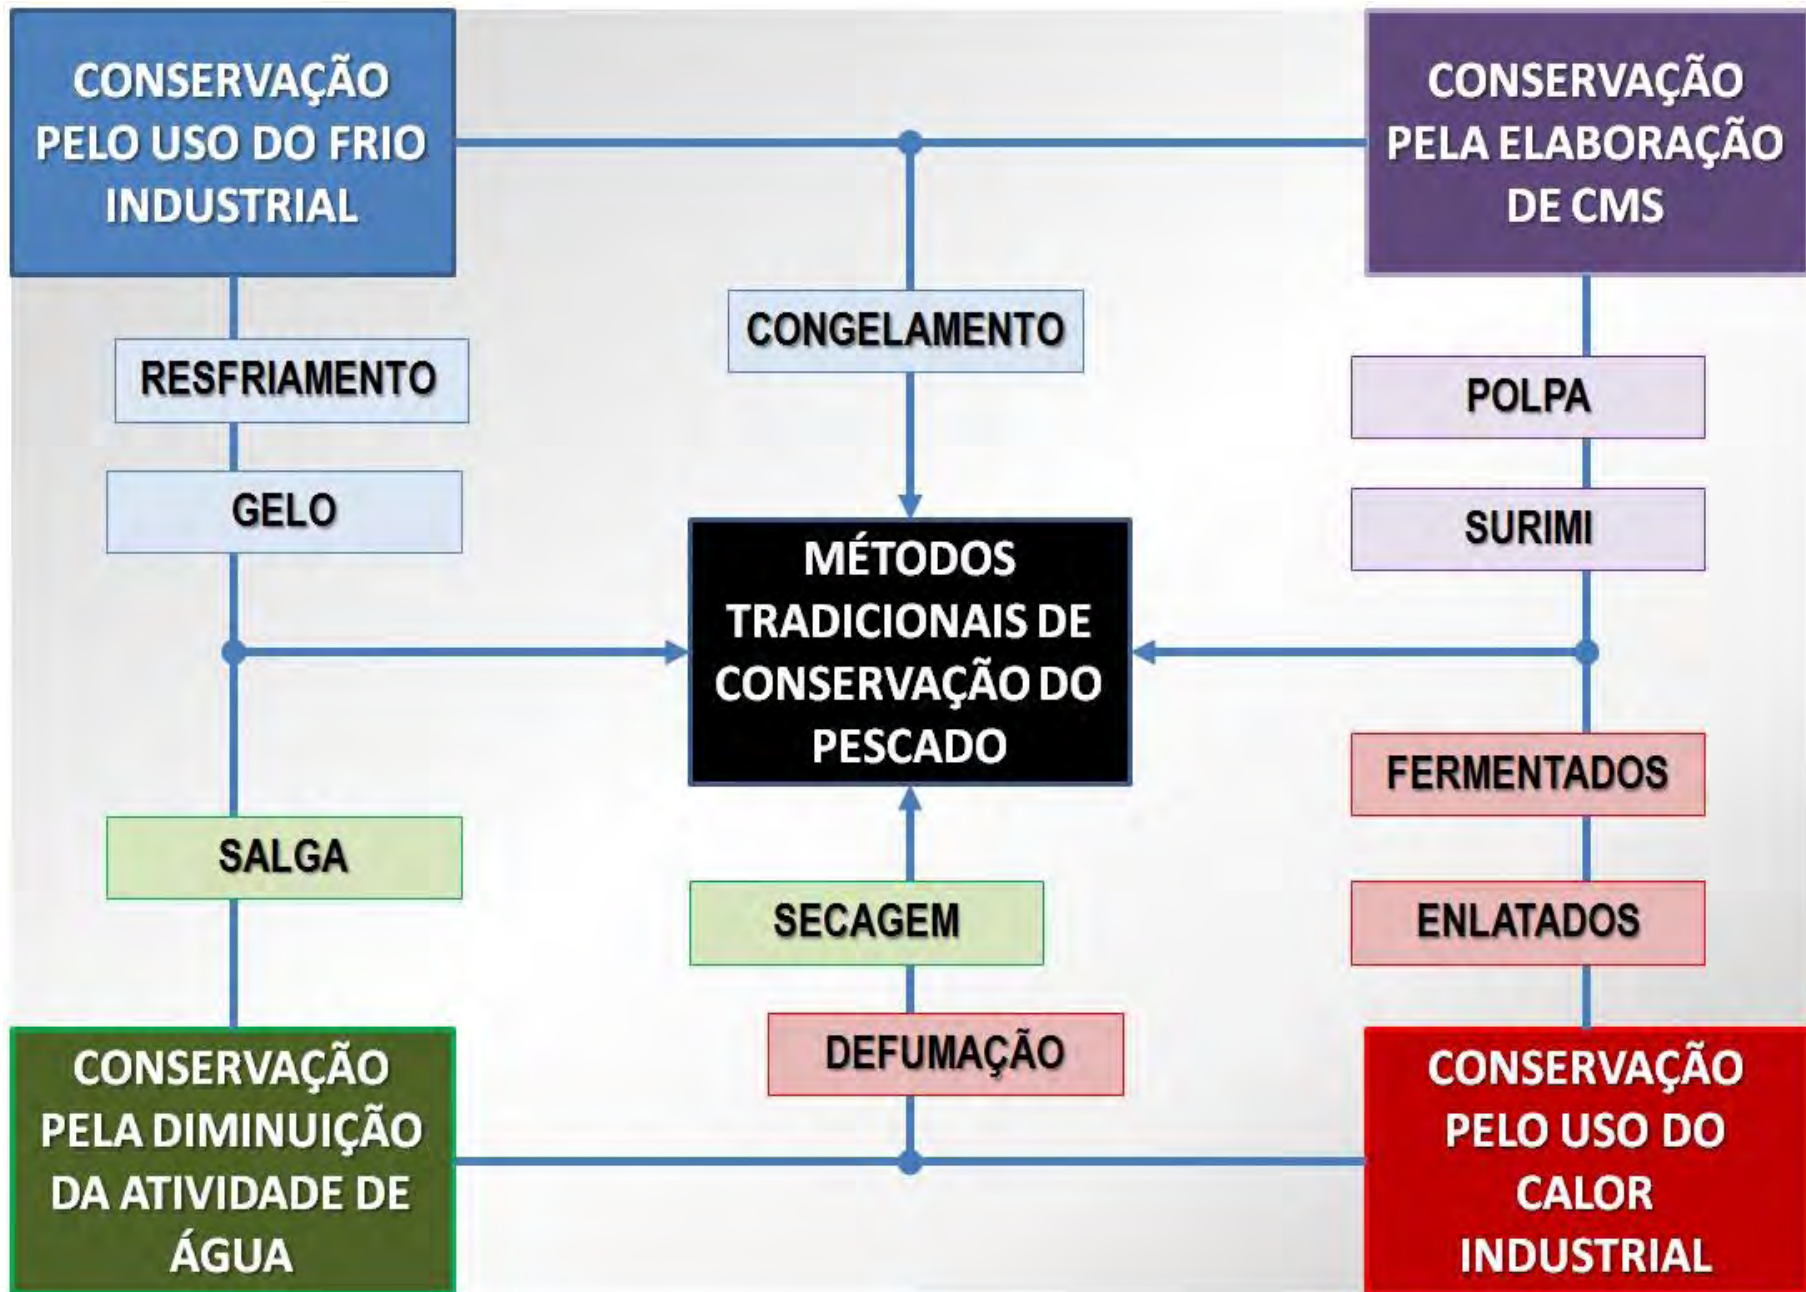 CONSERVAÇÃO
PELO USO DO FRIO
INDUSTRIAL
CONSERVAÇÃO
PELA ELABORAÇÃO
DE CMS
CONGELAMENTO
RESFRIAMENTO
POLPA
GELO
SURIMI
MÉTODOS
TRADICIONAIS DE
CONSERVAÇÃO DO
PESCADO
FERMENTADOS
SALGA
SECAGEM
ENLATADOS
DEFUMAÇÃO
CONSERVAÇÃO
PELA DIMINUIÇÃO
DA ATIVIDADE DE
ÁGUA
CONSERVAÇÃO
PELO USO DO
CALOR
INDUSTRIAL